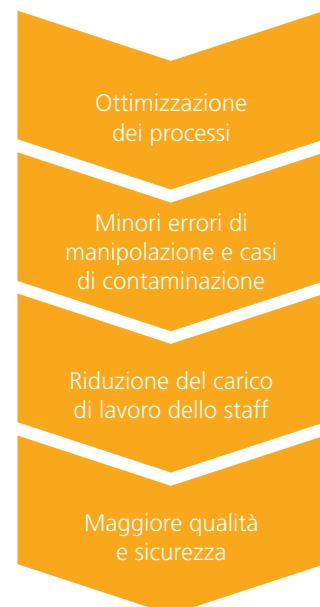 Ottimizzazione
dei processi
Minori errori di
manipolazione e casi
di contaminazione
Riduzione del carico
di lavoro dello staff
Maggiore qualità
e sicurezza